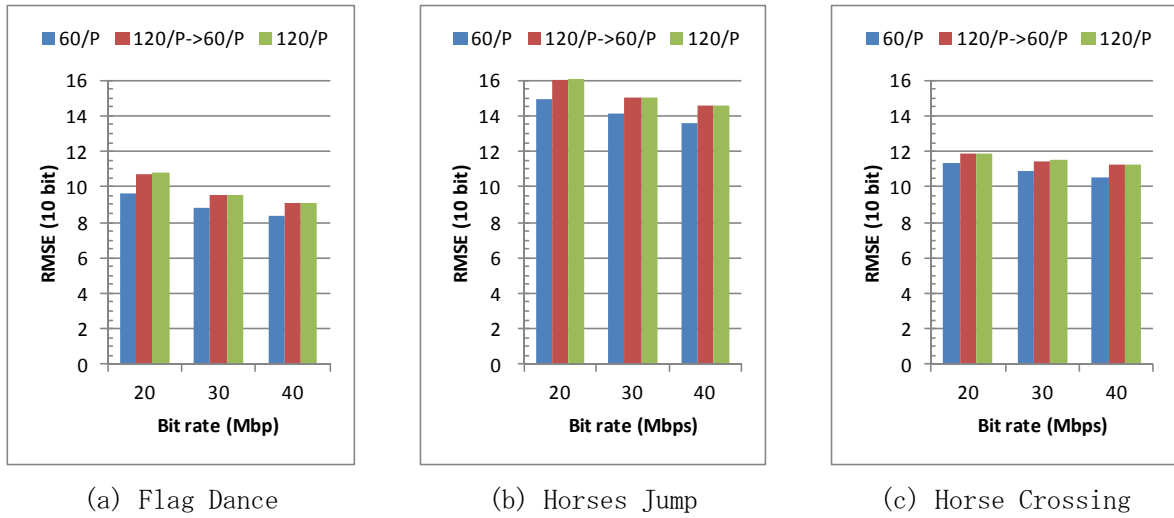 60/P 120/P->60/P 120/P
RMSE (10 bit)
16
14
12
10
8
6
4
2
0
20 30 40
Bit rate (Mbp)
(a) Flag Dance
60/P 120/P->60/P 120/P
RMSE (10 bit)
16
14
12
10
8
6
4
2
0
20 30 40
Bit rate (Mbps)
(b) Horses Jump
60/P 120/P->60/P 120/P
RMSE (10 bit)
16
14
12
10
8
6
4
2
0
20 30 40
Bit rate (Mbps)
(c) Horse Crossing